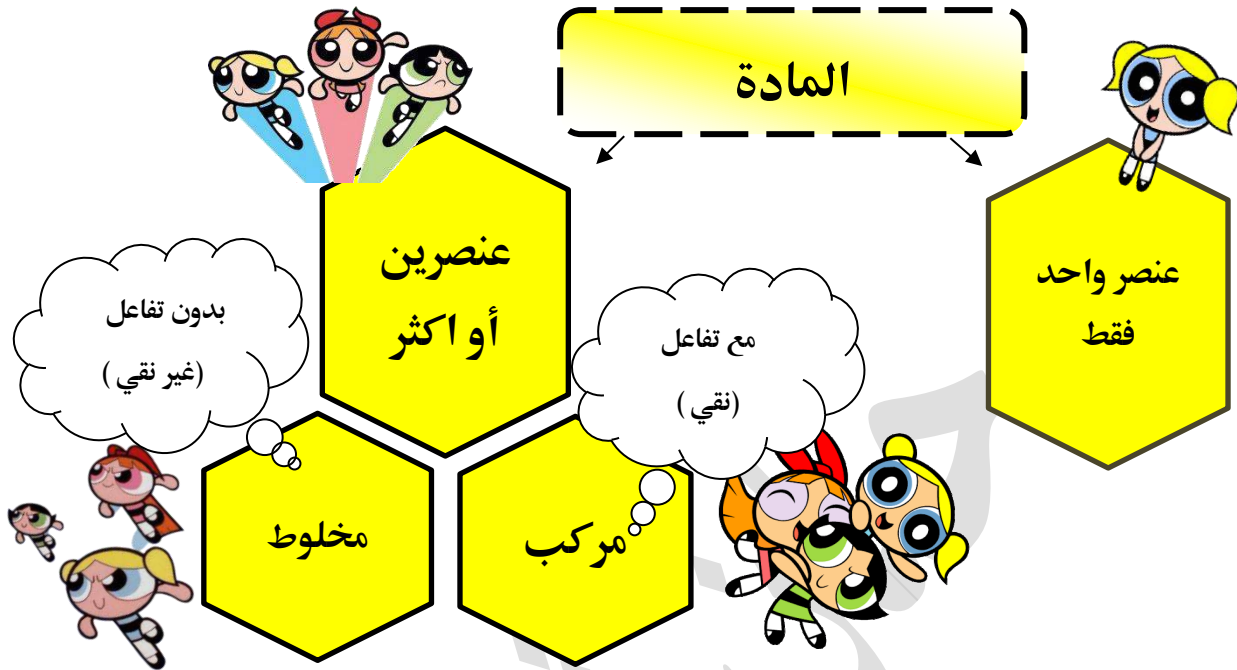 المادة
عنصر واحد
فقط
عنصرين
أو اكثر
مع تفاعل
(نقي )
بدون تفاعل
(غير نقي )
مركب
مخلوط